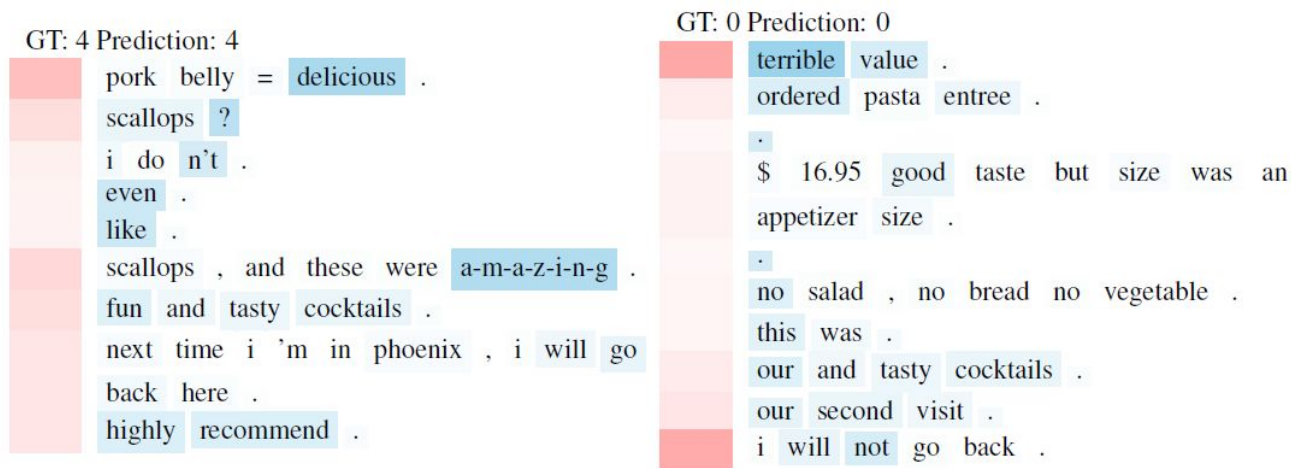 GT: 4 Prediction: 4
pork belly = delicious .
scallops ?
i do n't .
even .
like .
scallops , and these were a-m-a-z-i-n-g .
fun and tasty cocktails .
next time i 'm in phoenix , i will go
back here .
highly recommend .
GT: 0 Prediction: 0
terrible value .
ordered pasta entree .
.
$ 16.95 good taste but size was an
appetizer size .
.
no salad , no bread no vegetable .
this was .
our and tasty cocktails .
our second visit .
i will not go back .